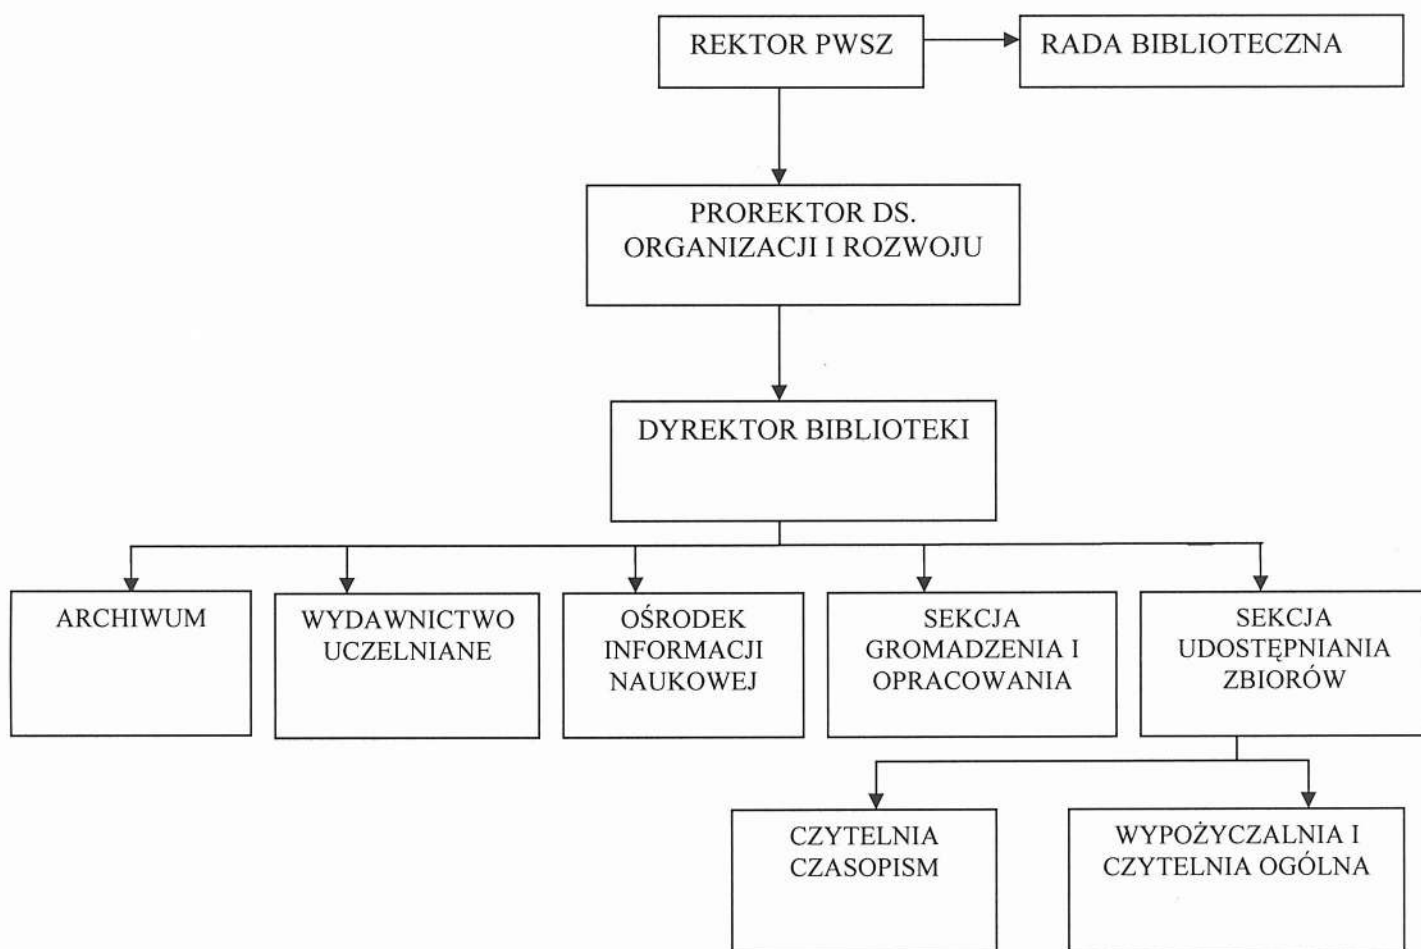 REKTOR PWSZ
RADA BIBLIOTECZNA
PROREKTOR DS.
ORGANIZACJI I ROZWOJU
DYREKTOR BIBLIOTEKI
ARCHIWUM
WYDAWNICTWO
UCZELNIANE
OŚRODEK
INFORMACJI
NAUKOWEJ
SEKCJA
GROMADZENIA I
OPRACOWANIA
SEKCJA
UDOSTĘPNIANIA
ZBIORÓW
CZYTELNIA
CZASOPISM
WYPOŻYCZALNIA I
CZYTELNIA OGÓLNA